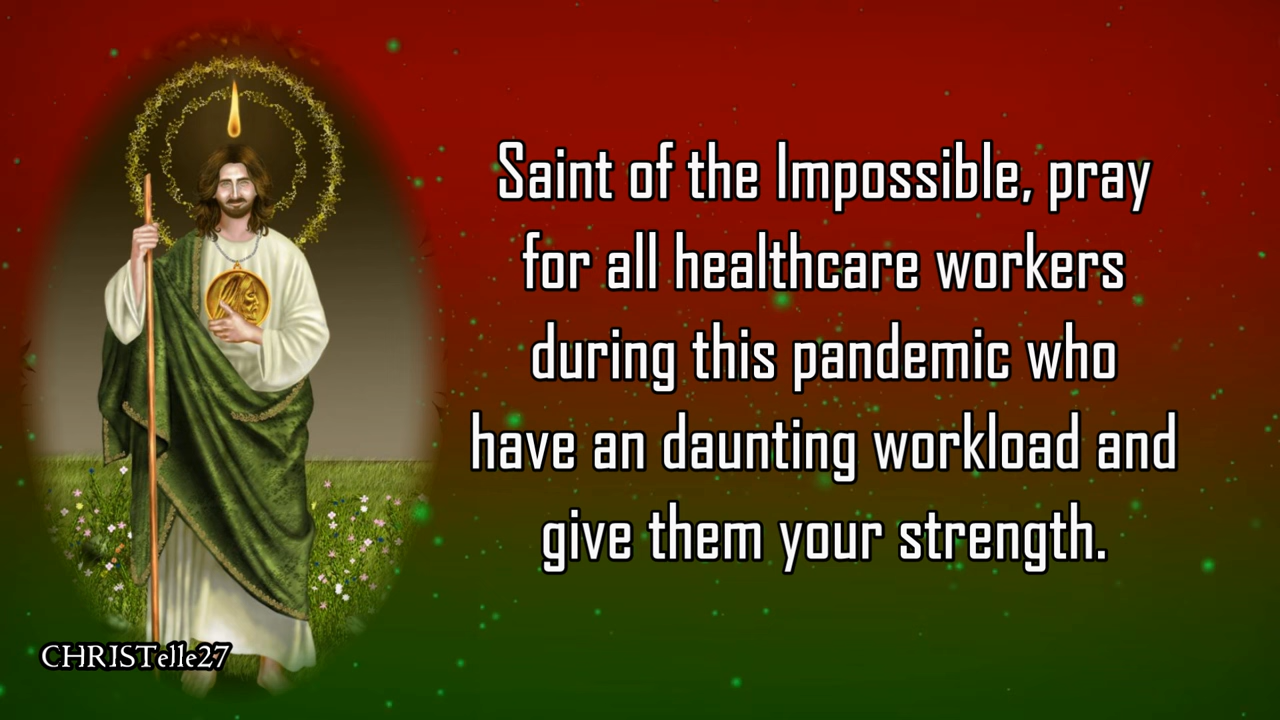 Saint of the Impossible, pray
for all healthcare workers
during this pandemic who
have an daunting workload and
give them your strength.
CHRISTelle27